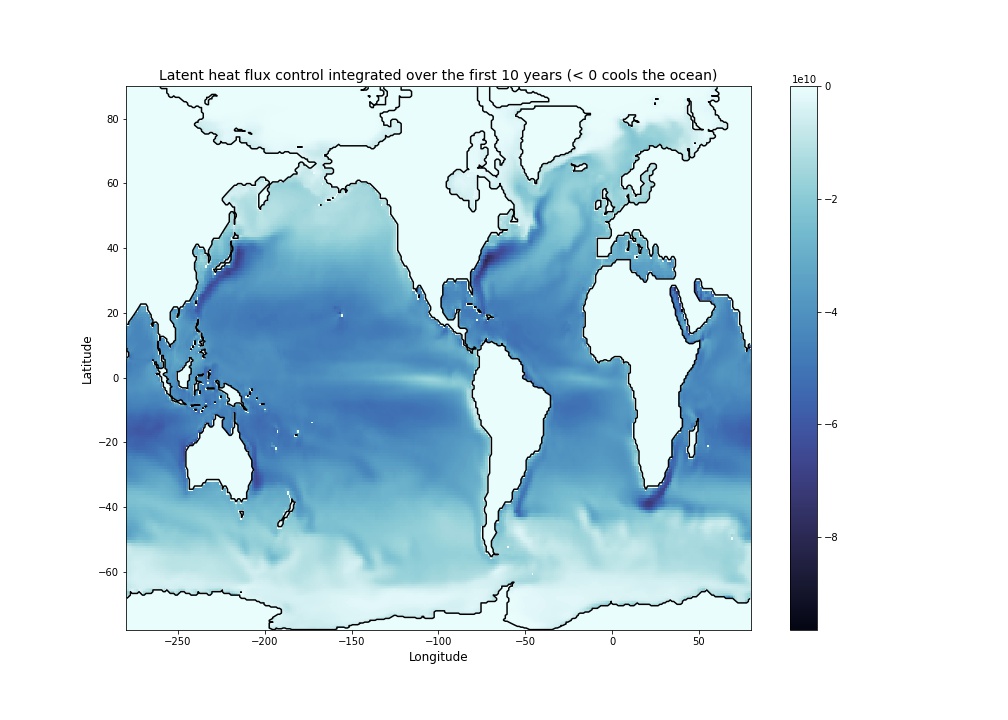 Latent heat flux control integrated over the first 10 years (< 0 cools the ocean)
1e10
0
−2
−4
−6
−8
80
60
40
20
0
−20
−40
−60
Latitude
−250 −200 −150 −100 −50 0 50
Longitude